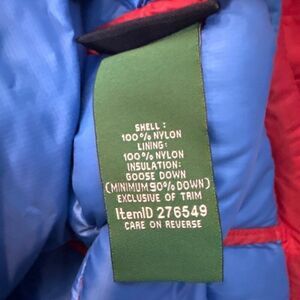 SHELL:
100% NYLON
LINING:
100% NYLON
INSULATION:
GOOSE DOWN
(MINIMUM 90% DOWN)
EXCLUSIVE OF TRIM
ItemID 276549
CARE ON REVERSE